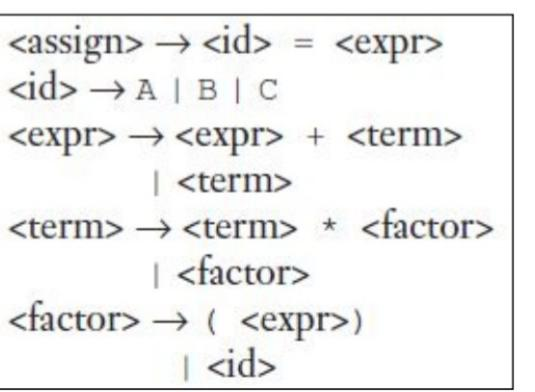 <assign> → <id> = <expr>
<id> → A | B | C
<expr> → <expr> + <term>
| <term>
<term> → <term> * <factor>
| <factor>
<factor> → ( <expr>)
| <id>